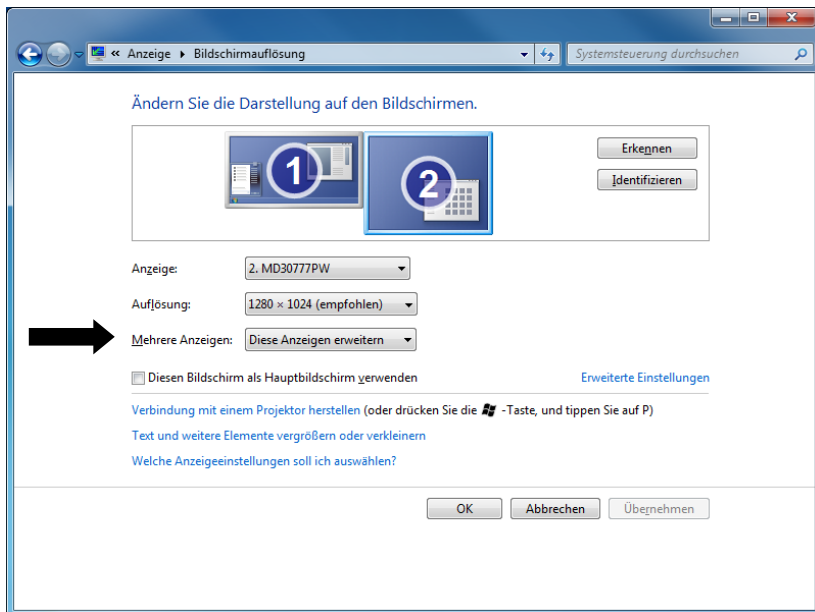 « Anzeige ▸ Bildschirmauflösung
Systemsteuerung durchsuchen
Ändern Sie die Darstellung auf den Bildschirmen.
1
2
Erkennen
Identifizieren
Anzeige: 2. MD30777PW
Auflösung: 1280 × 1024 (empfohlen)
Mehrere Anzeigen: Diese Anzeigen erweitern
Diesen Bildschirm als Hauptbildschirm verwenden
Erweiterte Einstellungen
Verbindung mit einem Projektor herstellen (oder drücken Sie die -Taste, und tippen Sie auf P)
Text und weitere Elemente vergrößern oder verkleinern
Welche Anzeigeeinstellungen soll ich auswählen?
OK Abbrechen Übernehmen